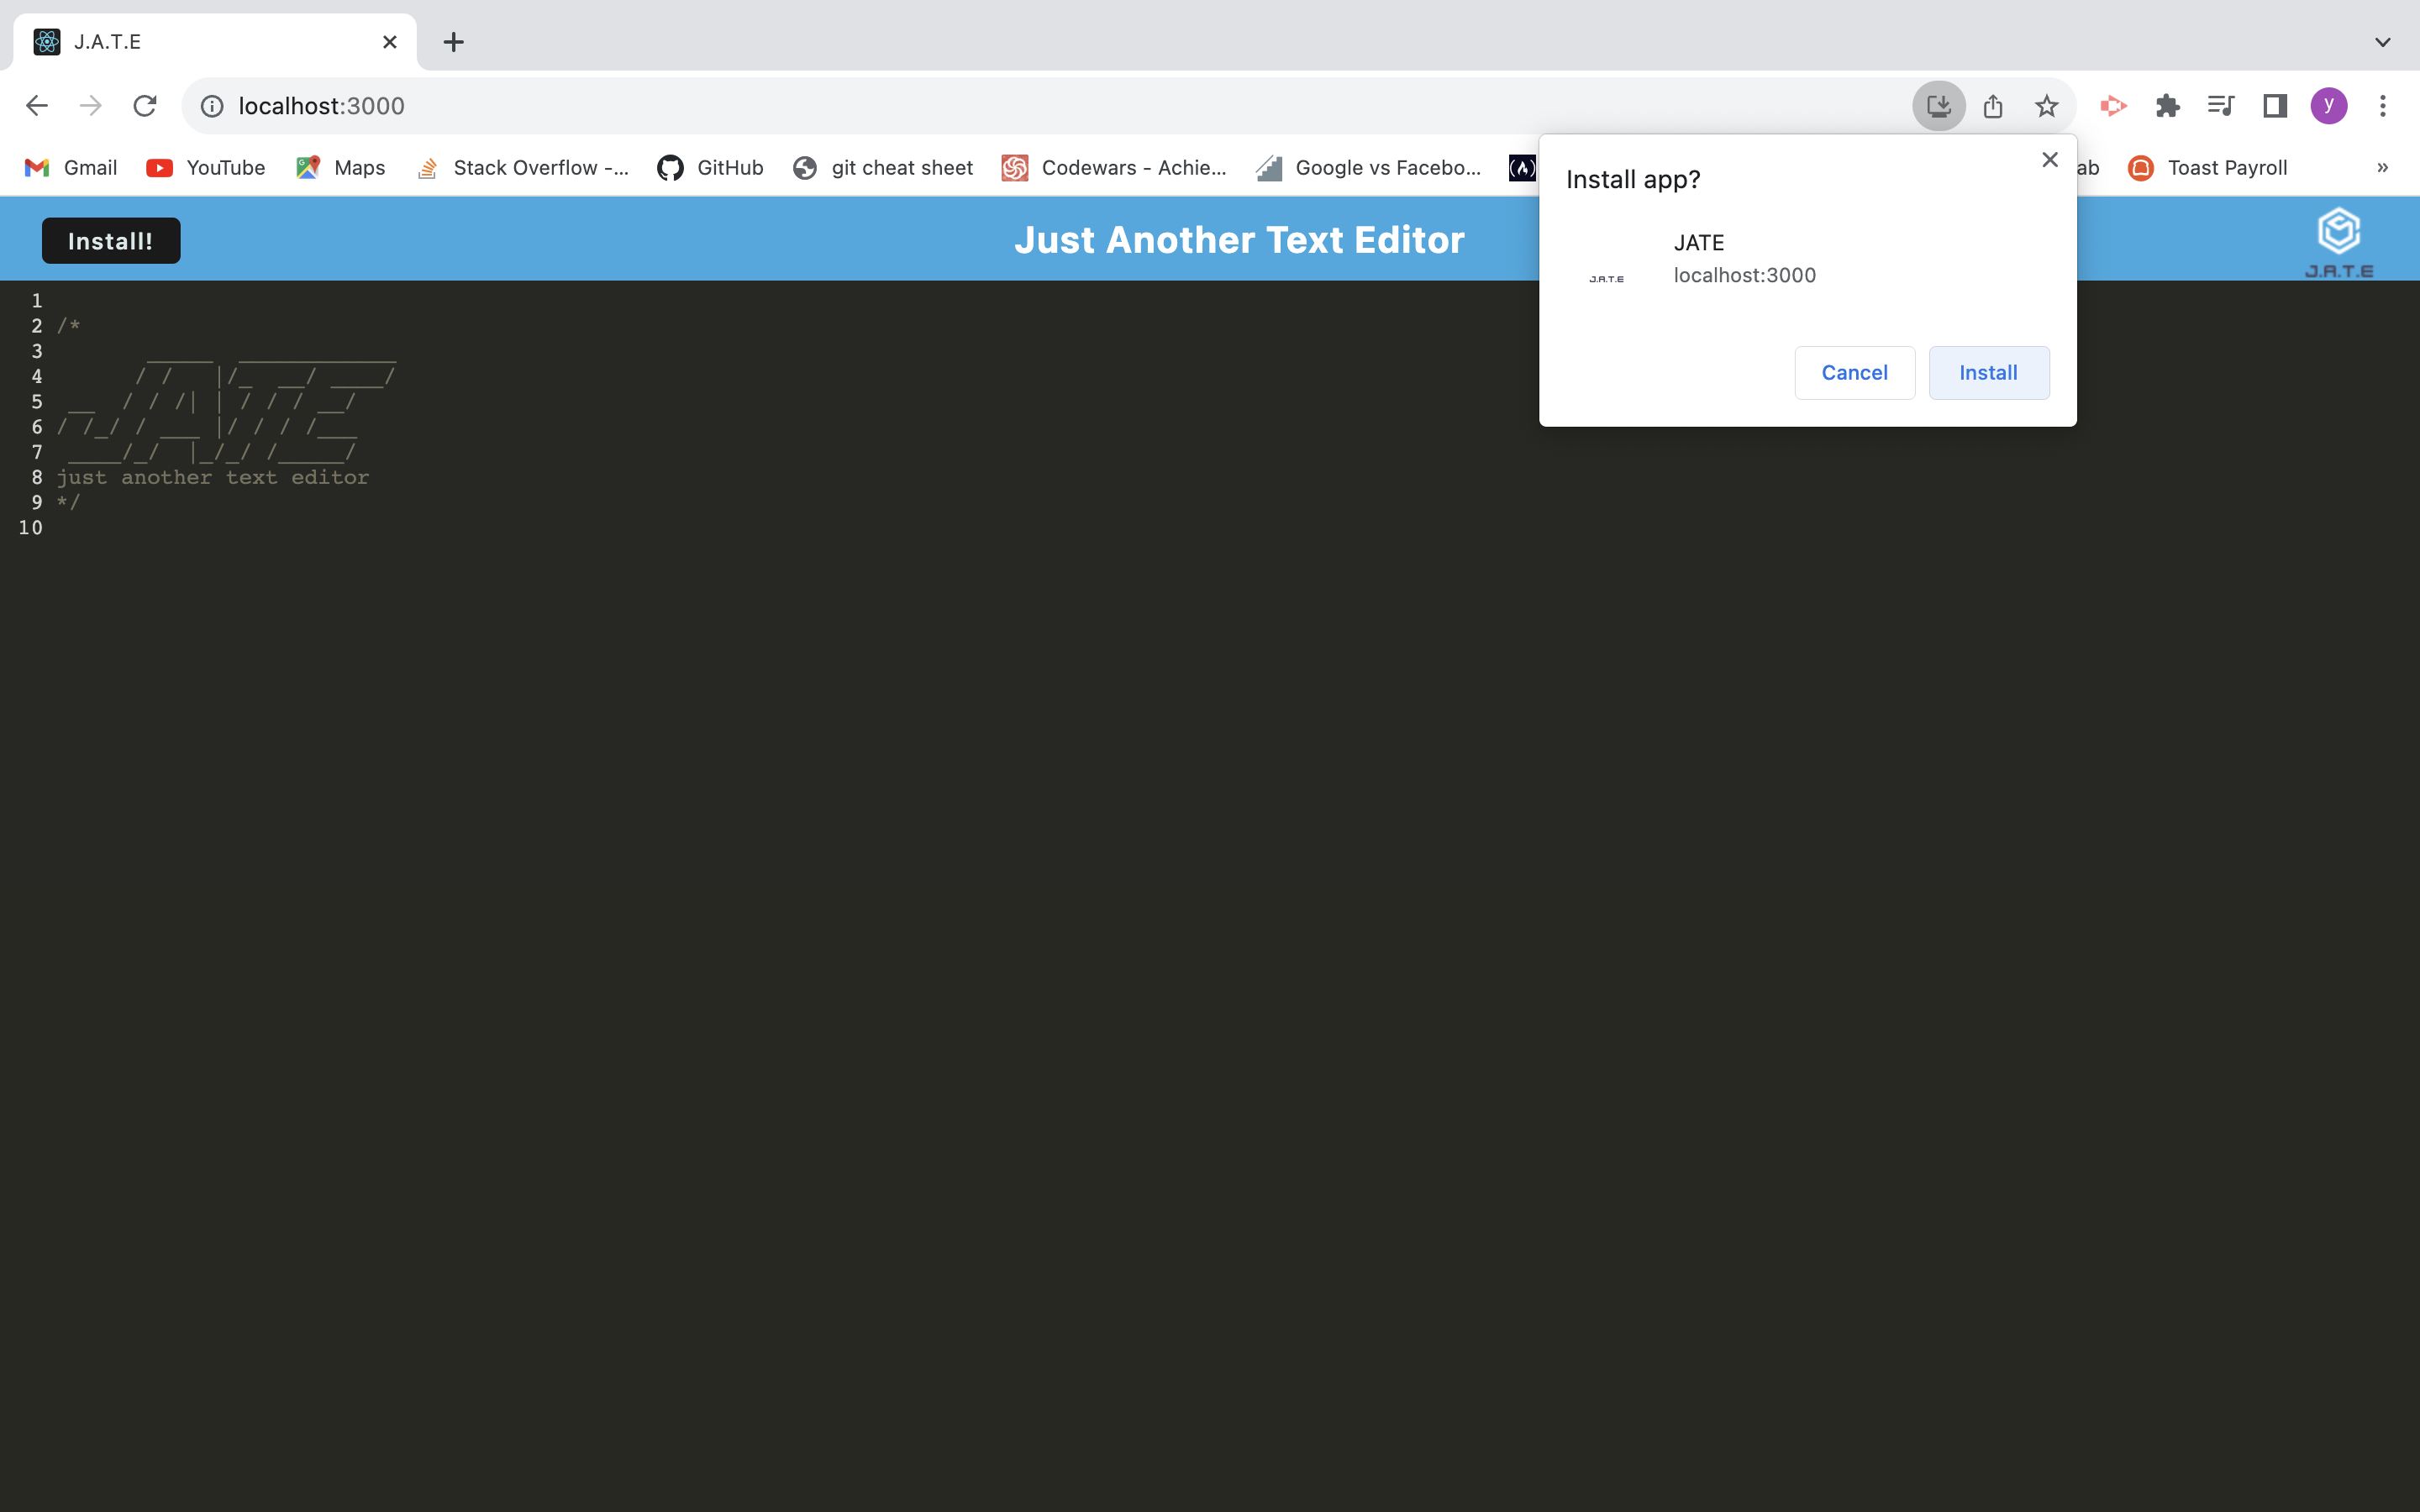 J.A.T.E
localhost:3000
y
Gmail
YouTube
Maps
Stack Overflow -...
GitHub
git cheat sheet
Codewars - Achie...
Google vs Facebo...
ab
Toast Payroll
»
Install!
Just Another Text Editor
J.A.T.E
Install app?
JATE
localhost:3000
J.A.T.E
Cancel
Install
1
2 /*
3
4
5
6
7
8 just another text editor
9 */
10
JATE